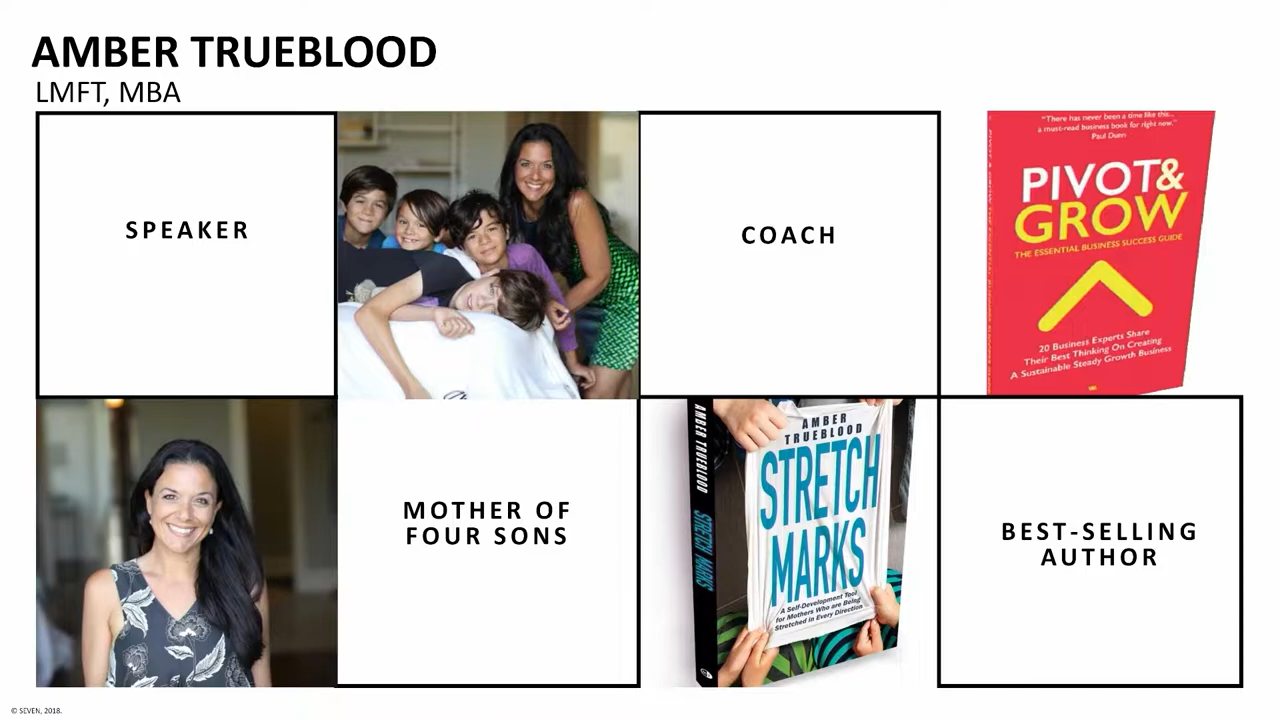 AMBER TRUEBLOOD
LMFT, MBA
SPEAKER
COACH
"There has never been a time like this...
a must-read business book for right now."
Paul Dunn
PIVOT&
GROW
THE ESSENTIAL BUSINESS SUCCESS GUIDE
20 Business Experts Share
Their Best Thinking On Creating
A Sustainable Steady Growth Business
MOTHER OF
FOUR SONS
AMBER TRUEBLOOD
STRETCH MARKS
AMBER
TRUEBLOOD
STRETCH
MARKS
A Self-Development Tool
for Mothers Who are Being
Stretched in Every Direction
BEST-SELLING
AUTHOR
© SEVEN, 2018.